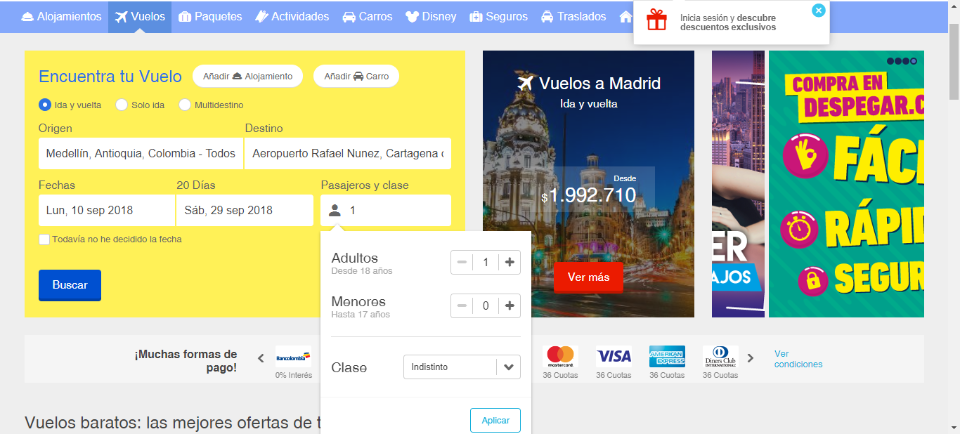 Alojamientos Vuelos Paquetes Actividades Carros Disney Seguros Traslados
Inicia sesión y descubre
descuentos exclusivos
Encuentra tu Vuelo
Añadir Alojamiento
Añadir Carro
Ida y vuelta Solo ida Multidestino
Origen Destino
Medellín, Antioquia, Colombia - Todos Aeropuerto Rafael Nunez, Cartagena
Fechas 20 Días Pasajeros y clase
Lun, 10 sep 2018 Sáb, 29 sep 2018 1
Todavía no he decidido la fecha
Buscar
Adultos
Desde 18 años
1
Menores
Hasta 17 años
0
Clase Indistinto
Aplicar
Vuelos a Madrid
Ida y vuelta
Desde
$1.992.710
Ver más
ER
AJOS
COMPRA EN
DESPEGAR.C
FÁC
RÁPID
SEGUR
¡Muchas formas de
pago!
Bancolombia
0% Interés
mastercard
36 Cuotas
VISA
36 Cuotas
AMERICAN EXPRESS
36 Cuotas
Diners Club
INTERNATIONAL
36 Cuotas
Ver
condiciones
Vuelos baratos: las mejores ofertas de t